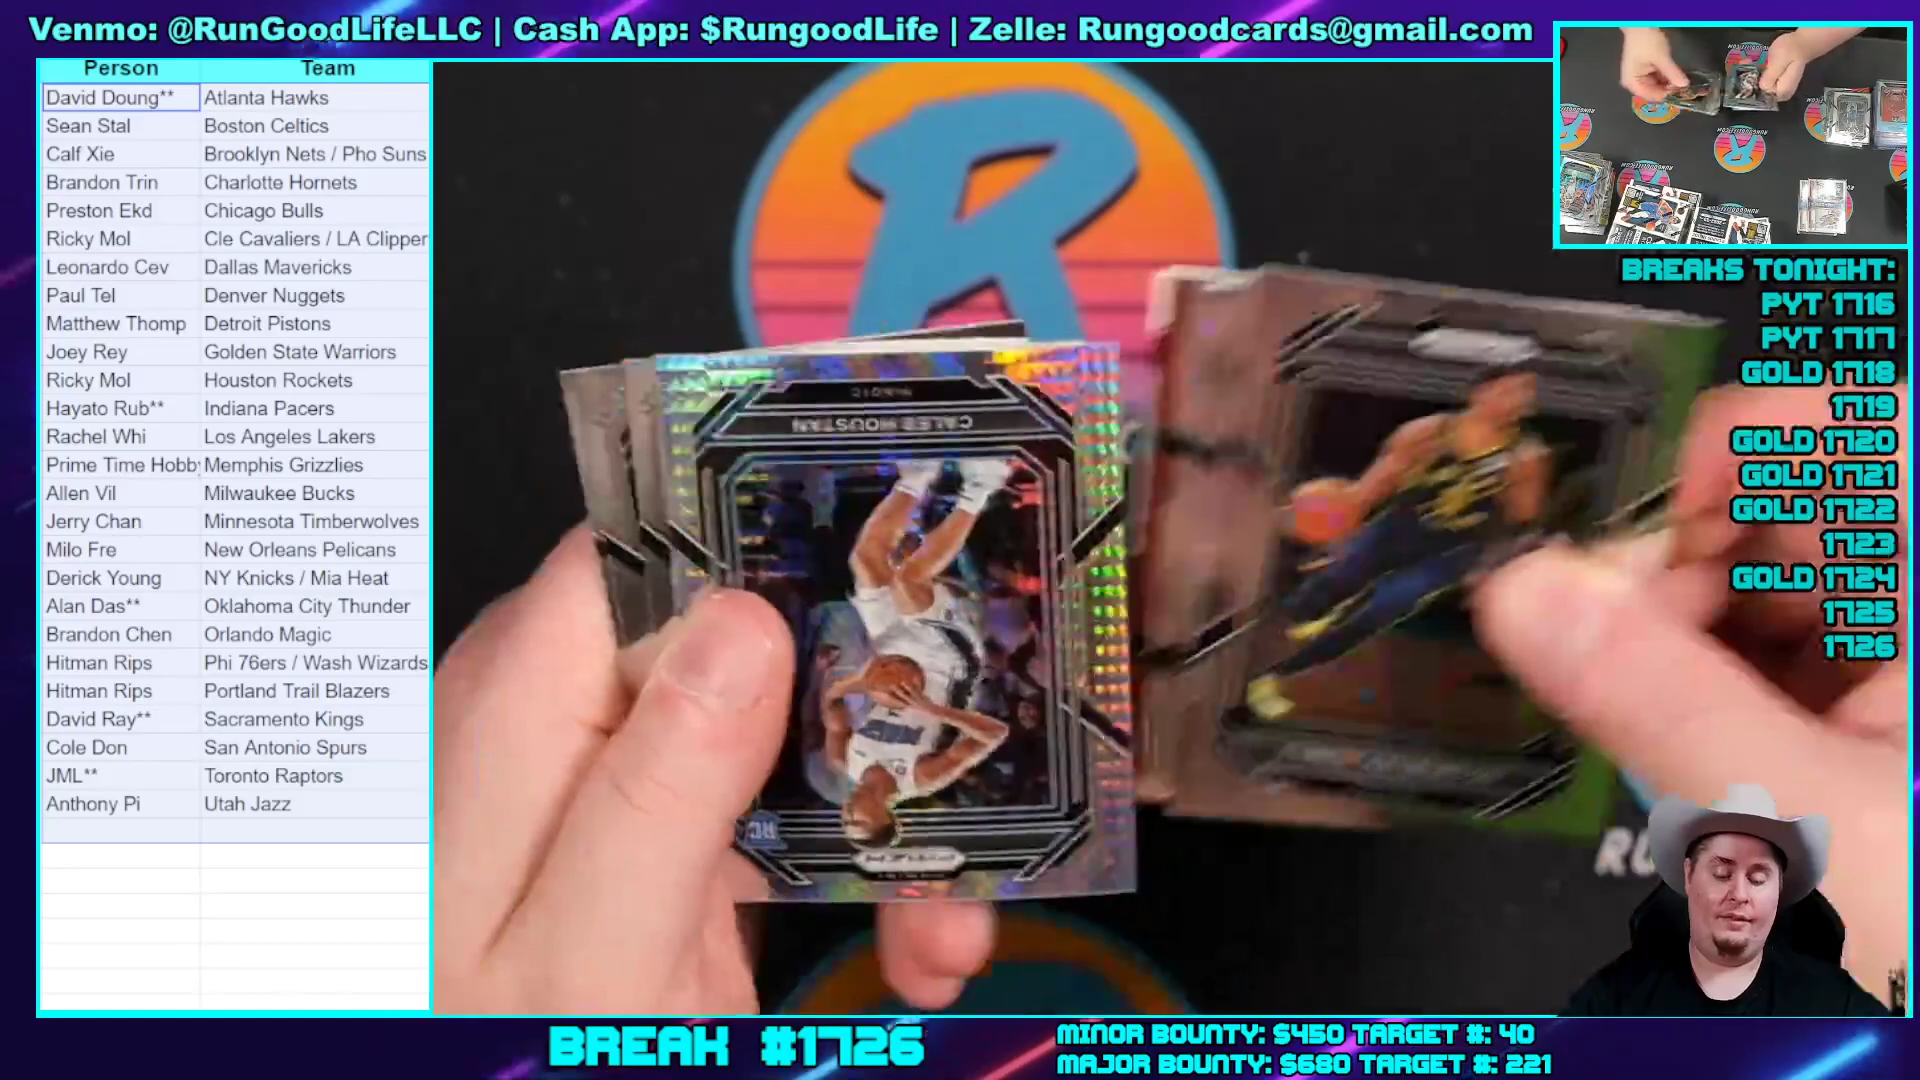 Venmo: @RunGoodLifeLLC | Cash App: $RungoodLife | Zelle: Rungoodcards@gmail.com
Person Team
David Doung** Atlanta Hawks
Sean Stal Boston Celtics
Calf Xie Brooklyn Nets / Pho Suns
Brandon Trin Charlotte Hornets
Preston Ekd Chicago Bulls
Ricky Mol Cle Cavaliers / LA Clipper
Leonardo Cev Dallas Mavericks
Paul Tel Denver Nuggets
Matthew Thomp Detroit Pistons
Joey Rey Golden State Warriors
Ricky Mol Houston Rockets
Hayato Rub** Indiana Pacers
Rachel Whi Los Angeles Lakers
Prime Time Hobby Memphis Grizzlies
Allen Vil Milwaukee Bucks
Jerry Chan Minnesota Timberwolves
Milo Fre New Orleans Pelicans
Derick Young NY Knicks / Mia Heat
Alan Das** Oklahoma City Thunder
Brandon Chen Orlando Magic
Hitman Rips Phi 76ers / Wash Wizards
Hitman Rips Portland Trail Blazers
David Ray** Sacramento Kings
Cole Don San Antonio Spurs
JML** Toronto Raptors
Anthony Pi Utah Jazz
R
MAGIC
CALEB HOUSTAN
RC
PRIZM
BREAKS TONIGHT:
PYT 1716
PYT 1717
GOLD 1718
1719
GOLD 1720
GOLD 1721
GOLD 1722
1723
GOLD 1724
1725
1726
BREAK #1726
MINOR BOUNTY: $450 TARGET #: 40
MAJOR BOUNTY: $680 TARGET #: 221